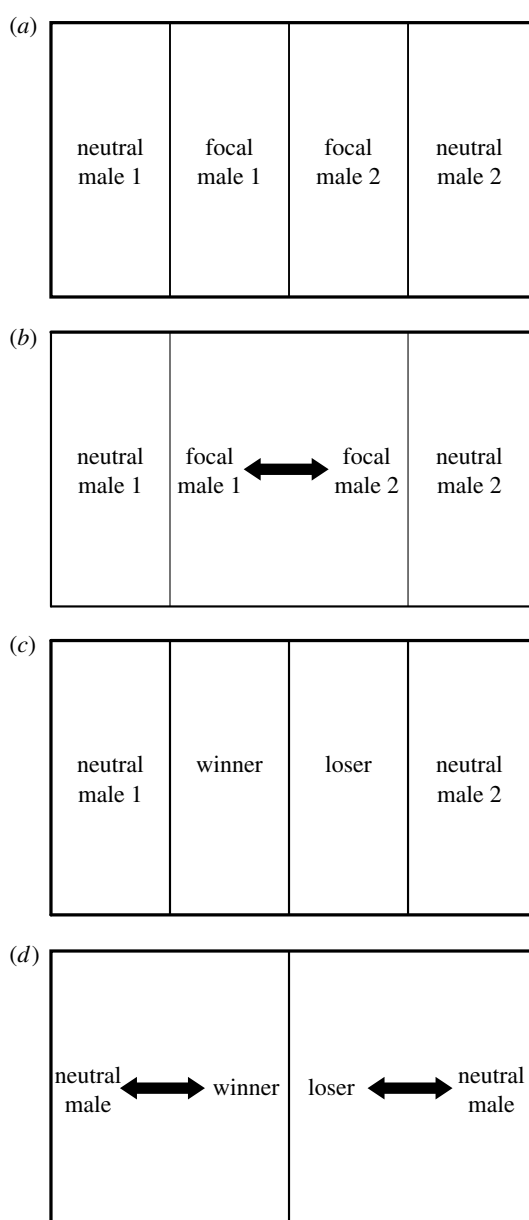 (a)
neutral male 1
focal male 1
focal male 2
neutral male 2
(b)
neutral male 1
focal male 1
focal male 2
neutral male 2
(c)
neutral male 1
winner
loser
neutral male 2
(d)
neutral male
winner
loser
neutral male